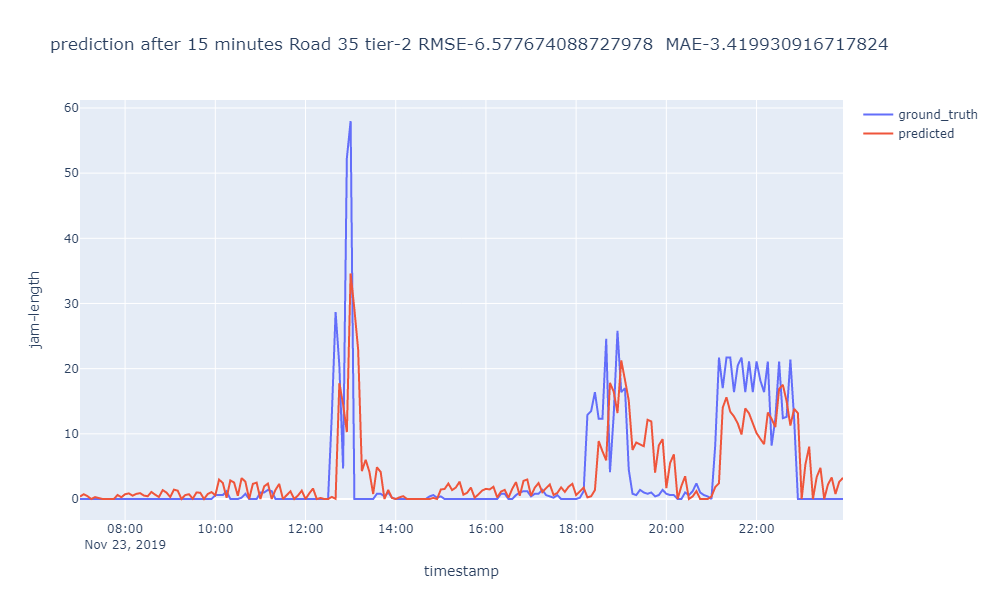 prediction after 15 minutes Road 35 tier-2 RMSE-6.577674088727978  MAE-3.419930916717824
ground_truth
predicted
60
50
40
30
20
10
0
jam-length
08:00 10:00 12:00 14:00 16:00 18:00 20:00 22:00
Nov 23, 2019
timestamp